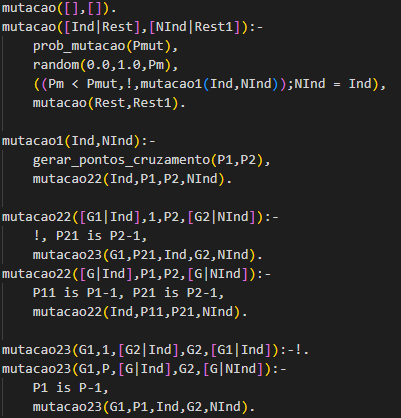 mutacao([],[]).
mutacao([Ind|Rest],[NInd|Rest1]):-
    prob_mutacao(Pmut),
    random(0.0,1.0,Pm),
    ((Pm < Pmut,!,mutacao1(Ind,NInd));NInd = Ind),
    mutacao(Rest,Rest1).

mutacao1(Ind,NInd):-
    gerar_pontos_cruzamento(P1,P2),
    mutacao22(Ind,P1,P2,NInd).

mutacao22([G1|Ind],1,P2,[G2|NInd]):-
    !, P21 is P2-1,
    mutacao23(G1,P21,Ind,G2,NInd).
mutacao22([G|Ind],P1,P2,[G|NInd]):-
    P11 is P1-1, P21 is P2-1,
    mutacao22(Ind,P11,P21,NInd).

mutacao23(G1,1,[G2|Ind],G2,[G1|Ind]):-!.
mutacao23(G1,P,[G|Ind],G2,[G|NInd]):-
    P1 is P-1,
    mutacao23(G1,P1,Ind,G2,NInd).